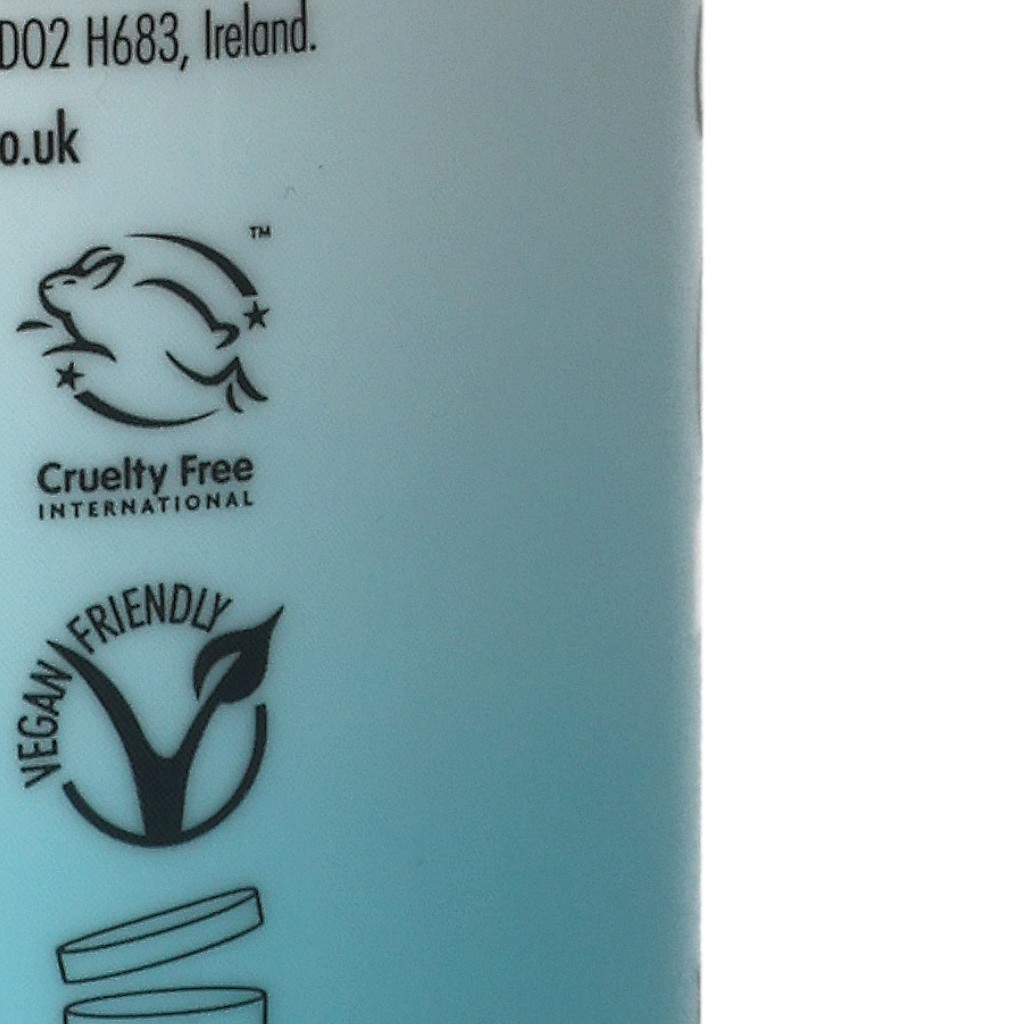 D02 H683, Ireland.
o.uk
TM
Cruelty Free
INTERNATIONAL
VEGAN FRIENDLY